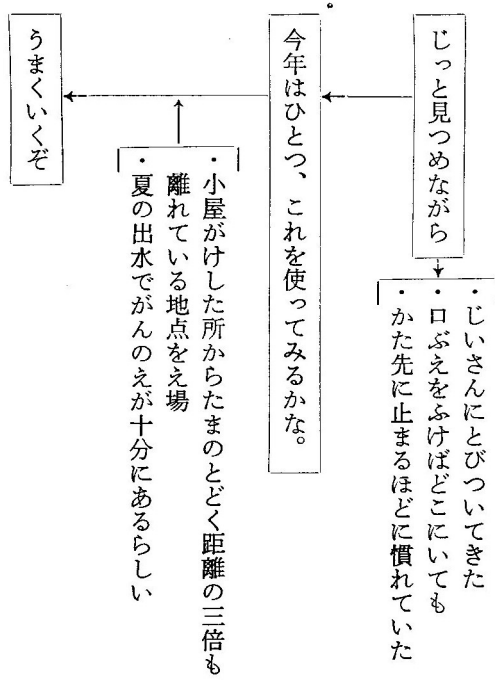 じっと見つめながら
・じいさんにとびついてきた
・口ぶえをふけばどこにいても
・かた先に止まるほどに慣れていた
今年はひとつ、これを使ってみるかな。
・小屋がけした所からたまのとどく距離の三倍も
離れている地点をえ場
・夏の出水でがんのえが十分にあるらしい
うまくいくぞ